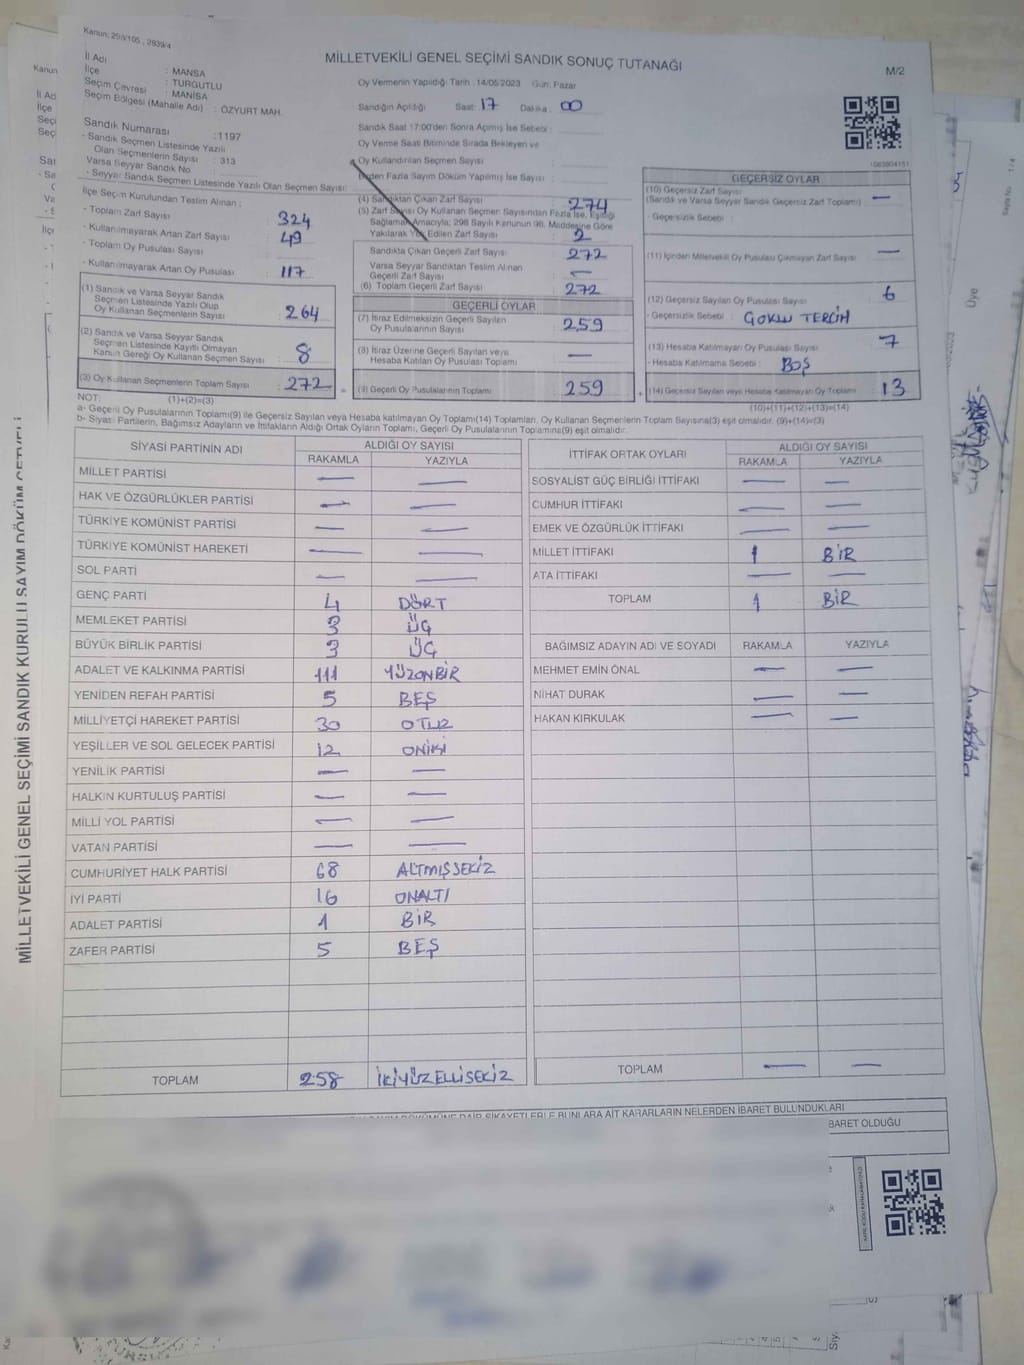 Kanun: 298/105 , 2839/4
MİLLETVEKİLİ GENEL SEÇİMİ SANDIK SONUÇ TUTANAĞI
M/2
İl Adı : MANİSA
İlçe : TURGUTLU
Seçim Çevresi : MANİSA
Seçim Bölgesi (Mahalle Adı) : ÖZYURT MAH.
Sandık Numarası : 1197
- Sandık Seçmen Listesinde Yazılı
Olan Seçmenlerin Sayısı : 313
Varsa Seyyar Sandık No :
- Seyyar Sandık Seçmen Listesinde Yazılı Olan Seçmen Sayısı:
Oy Vermenin Yapıldığı Tarih : 14/05/2023 Gün: Pazar
Sandığın Açıldığı Saat: 17 Dakika: 00
Sandık Saat 17:00'den Sonra Açılmış İse Sebebi :
Oy Verme Saati Bitiminde Sırada Bekleyen ve
Oy Kullandırılan Seçmen Sayısı :
Birden Fazla Sayım Döküm Yapılmış İse Sayısı :
İlçe Seçim Kurulundan Teslim Alınan :
- Toplam Zarf Sayısı : 324
- Kullanılmayarak Artan Zarf Sayısı : 49
- Toplam Oy Pusulası Sayısı :
- Kullanılmayarak Artan Oy Pusulası : 117
(1) Sandık ve Varsa Seyyar Sandık
Seçmen Listesinde Yazılı Olup
Oy Kullanan Seçmenlerin Sayısı : 264
(2) Sandık ve Varsa Seyyar Sandık
Seçmen Listesinde Kayıtlı Olmayan
Kanun Gereği Oy Kullanan Seçmen Sayısı : 8
(3) Oy Kullanan Seçmenlerin Toplam Sayısı : 272
(1)+(2)=(3)
(4) Sandıktan Çıkan Zarf Sayısı : 274
(5) Zarf Sayısı Oy Kullanan Seçmen Sayısından Fazla İse, Eşitliği
Sağlamak Amacıyla; 298 Sayılı Kanunun 98. Maddesine Göre
Yakılarak Yok Edilen Zarf Sayısı : 2
Sandıkta Çıkan Geçerli Zarf Sayısı : 272
Varsa Seyyar Sandıktan Teslim Alınan
Geçerli Zarf Sayısı : —
(6) Toplam Geçerli Zarf Sayısı : 272
GEÇERLİ OYLAR
(7) İtiraz Edilmeksizin Geçerli Sayılan
Oy Pusulalarının Sayısı : 259
(8) İtiraz Üzerine Geçerli Sayılan veya
Hesaba Katılan Oy Pusulası Toplamı : —
(9) Geçerli Oy Pusulalarının Toplamı : 259
GEÇERSİZ OYLAR
(10) Geçersiz Zarf Sayısı
(Sandık ve Varsa Seyyar Sandık Geçersiz Zarf Toplamı) : —
- Geçersizlik Sebebi :
(11) İçinden Milletvekili Oy Pusulası Çıkmayan Zarf Sayısı : —
(12) Geçersiz Sayılan Oy Pusulası Sayısı : 6
- Geçersizlik Sebebi : ÇOKLU TERCİH
(13) Hesaba Katılmayan Oy Pusulası Sayısı : 7
- Hesaba Katılmama Sebebi : BOŞ
(14) Geçersiz Sayılan veya Hesaba Katılmayan Oy Toplamı : 13
(10)+(11)+(12)+(13)=(14)
NOT:
a- Geçerli Oy Pusulalarının Toplamı(9) ile Geçersiz Sayılan veya Hesaba katılmayan Oy Toplamı(14) Toplamları, Oy Kullanan Seçmenlerin Toplam Sayısına(3) eşit olmalıdır. (9)+(14)=(3)
b- Siyasi Partilerin, Bağımsız Adayların ve İttifakların Aldığı Ortak Oyların Toplamı, Geçerli Oy Pusulalarının Toplamına(9) eşit olmalıdır.
SİYASİ PARTİNİN ADI ALDIĞI OY SAYISI
RAKAMLA YAZIYLA
MİLLET PARTİSİ — —
HAK VE ÖZGÜRLÜKLER PARTİSİ — —
TÜRKİYE KOMÜNİST PARTİSİ — —
TÜRKİYE KOMÜNİST HAREKETİ — —
SOL PARTİ — —
GENÇ PARTİ 4 DÖRT
MEMLEKET PARTİSİ 3 ÜÇ
BÜYÜK BİRLİK PARTİSİ 3 ÜÇ
ADALET VE KALKINMA PARTİSİ 111 YÜZONBİR
YENİDEN REFAH PARTİSİ 5 BEŞ
MİLLİYETÇİ HAREKET PARTİSİ 30 OTUZ
YEŞİLLER VE SOL GELECEK PARTİSİ 12 ONİKİ
YENİLİK PARTİSİ — —
HALKIN KURTULUŞ PARTİSİ — —
MİLLİ YOL PARTİSİ — —
VATAN PARTİSİ — —
CUMHURİYET HALK PARTİSİ 68 ALTMIŞSEKİZ
İYİ PARTİ 16 ONALTI
ADALET PARTİSİ 1 BİR
ZAFER PARTİSİ 5 BEŞ
TOPLAM 258 İKİYÜZELLİSEKİZ
İTTİFAK ORTAK OYLARI ALDIĞI OY SAYISI
RAKAMLA YAZIYLA
SOSYALİST GÜÇ BİRLİĞİ İTTİFAKI — —
CUMHUR İTTİFAKI — —
EMEK VE ÖZGÜRLÜK İTTİFAKI — —
MİLLET İTTİFAKI 1 BİR
ATA İTTİFAKI — —
TOPLAM 1 BİR
BAĞIMSIZ ADAYIN ADI VE SOYADI RAKAMLA YAZIYLA
MEHMET EMİN ÖNAL — —
NİHAT DURAK — —
HAKAN KIRKULAK — —
TOPLAM — —
SAYIM DÖKÜMÜNE DAİR ŞİKAYETLERLE BUNLARA AİT KARARLARIN NELERDEN İBARET BULUNDUKLARI
BARET OLDUĞU
MİLLETVEKİLİ GENEL SEÇİMİ SANDIK KURULU SAYIM DÖKÜM CETVELİ
Sayfa No : 1 / 4
Üye